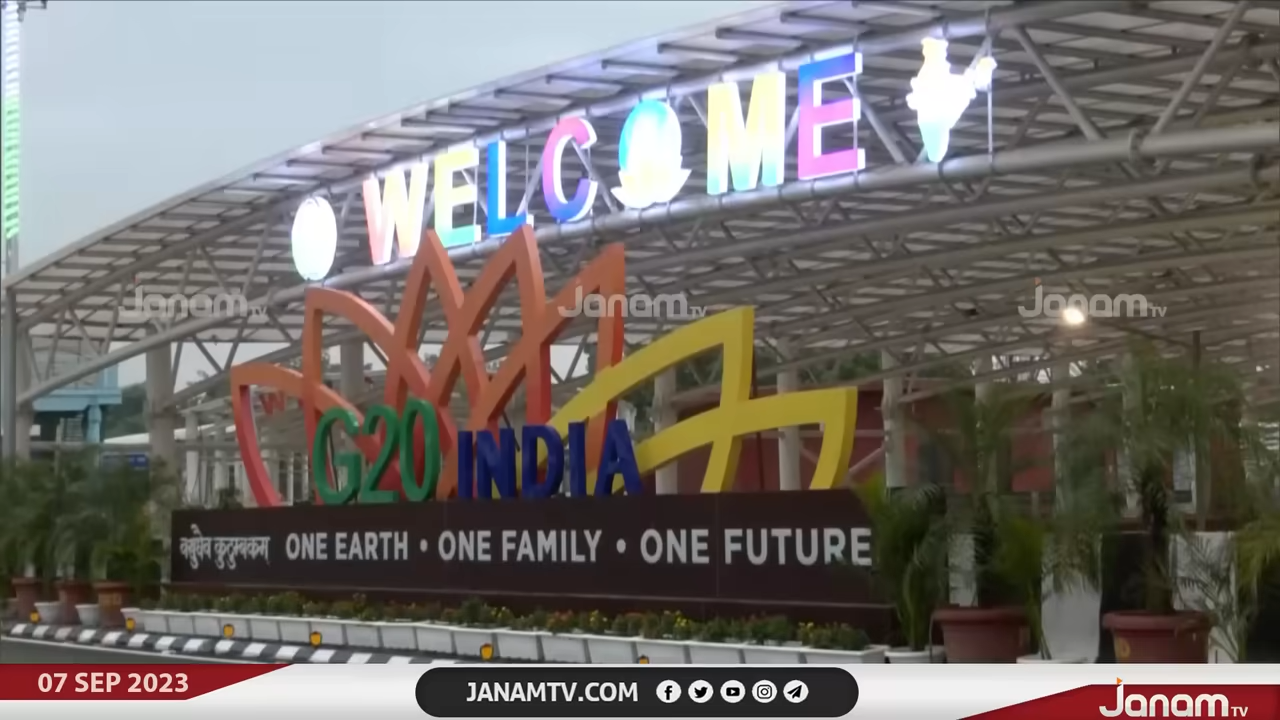 WELCOME
Janam TV
Janam TV
Janam TV
G20 INDIA
वसुधैव कुटुम्बकम् ONE EARTH • ONE FAMILY • ONE FUTURE
07 SEP 2023
JANAMTV.COM
Janam TV